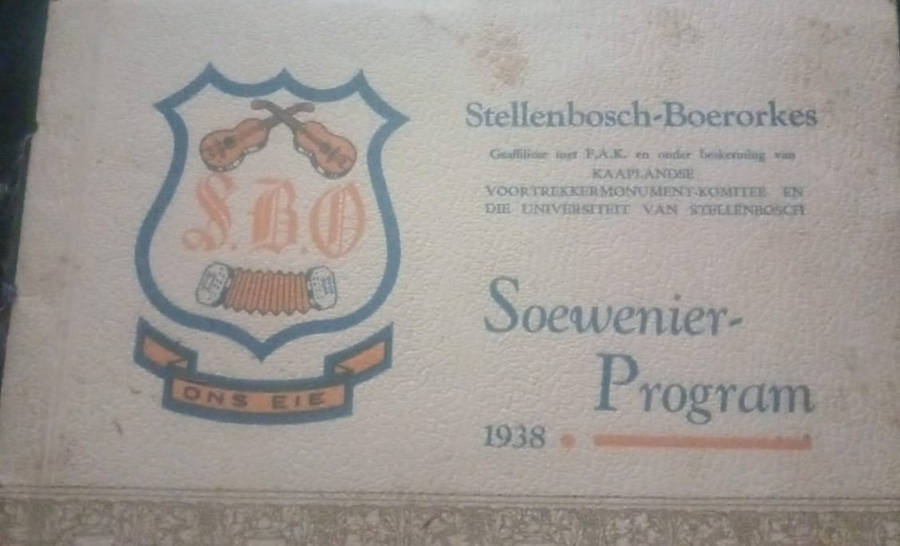 S.B.O
ONS EIE
Stellenbosch-Boerorkes
Geaffilieer met F.A.K. en onder beskerming van
KAAPLANDSE
VOORTREKKERMONUMENT-KOMITEE EN
DIE UNIVERSITEIT VAN STELLENBOSCH
Soewenier-
Program
1938